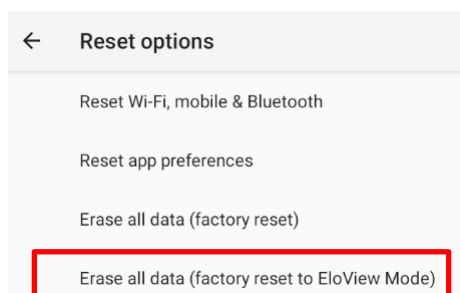 Reset options
Reset Wi-Fi, mobile & Bluetooth
Reset app preferences
Erase all data (factory reset)
Erase all data (factory reset to EloView Mode)